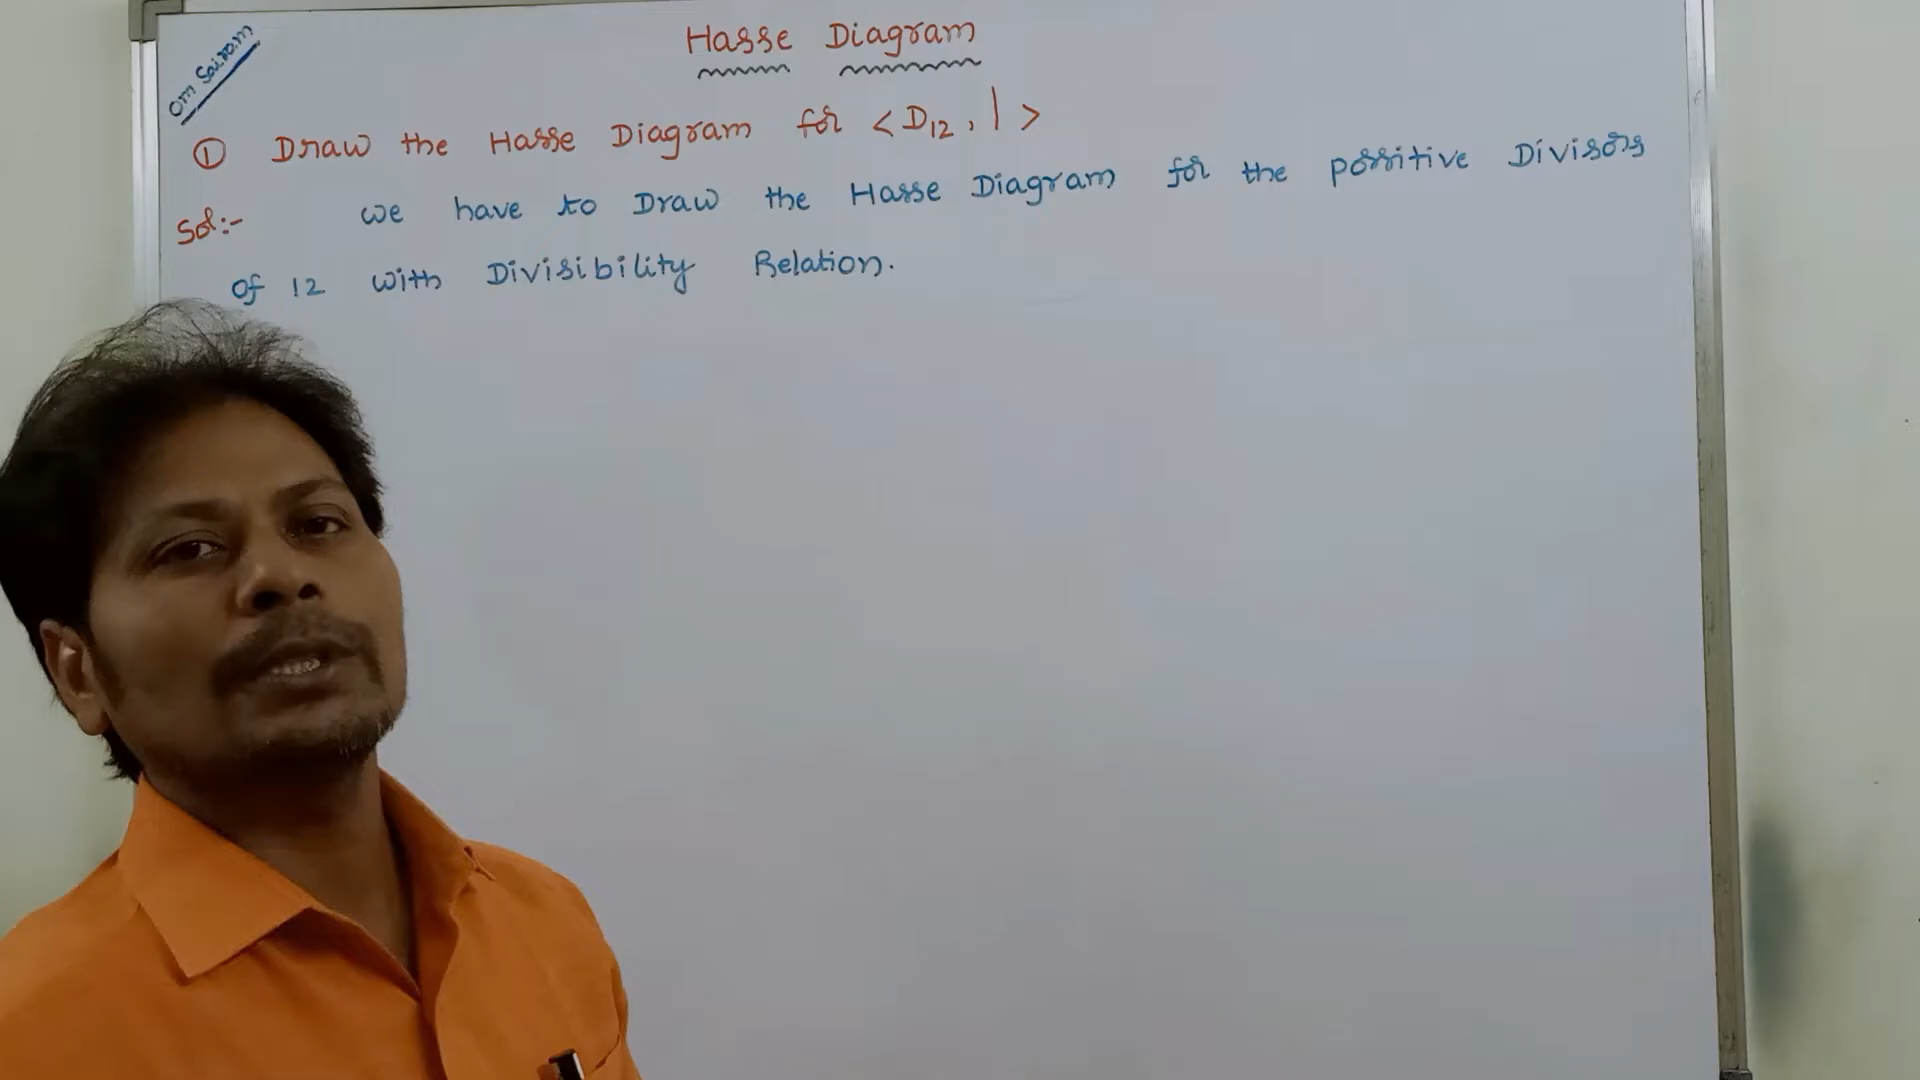 Om Sairam
Hasse Diagram
① Draw the Hasse Diagram for < D12, | >
Sol:- we have to Draw the Hasse Diagram for the possitive Divisors
of 12 with Divisibility Relation.